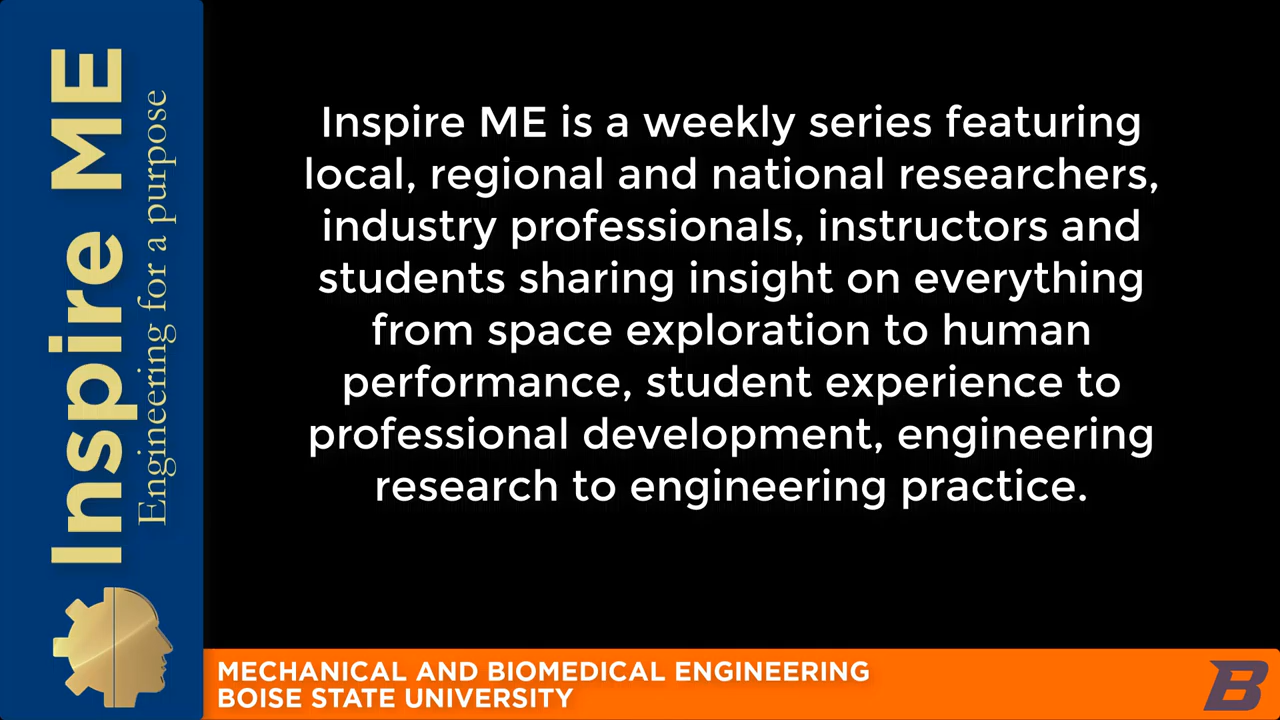 Inspire ME
Engineering for a purpose
Inspire ME is a weekly series featuring
local, regional and national researchers,
industry professionals, instructors and
students sharing insight on everything
from space exploration to human
performance, student experience to
professional development, engineering
research to engineering practice.
MECHANICAL AND BIOMEDICAL ENGINEERING
BOISE STATE UNIVERSITY
B